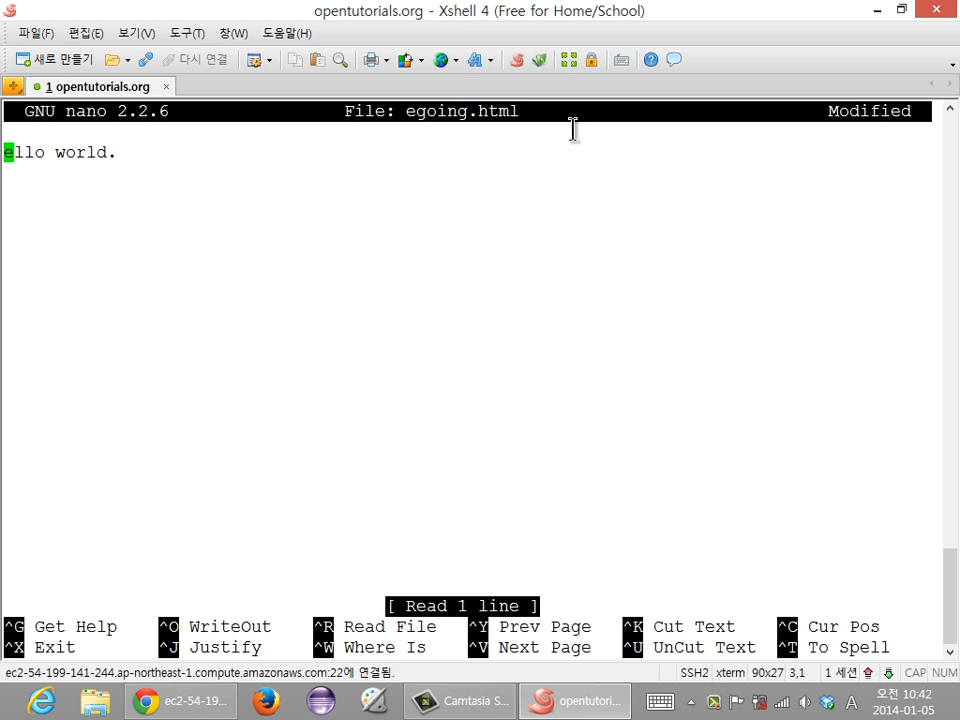 opentutorials.org - Xshell 4 (Free for Home/School)
파일(F) 편집(E) 보기(V) 도구(T) 창(W) 도움말(H)
새로 만들기 다시 연결
1 opentutorials.org
GNU nano 2.2.6 File: egoing.html Modified
ello world.
[ Read 1 line ]
^G Get Help ^O WriteOut ^R Read File ^Y Prev Page ^K Cut Text ^C Cur Pos
^X Exit ^J Justify ^W Where Is ^V Next Page ^U UnCut Text ^T To Spell
ec2-54-199-141-244.ap-northeast-1.compute.amazonaws.com:22에 연결됨. SSH2 xterm 90x27 3,1 1 세션 CAP NUM
ec2-54-19... Camtasia S... opentutori... A 오전 10:42
2014-01-05